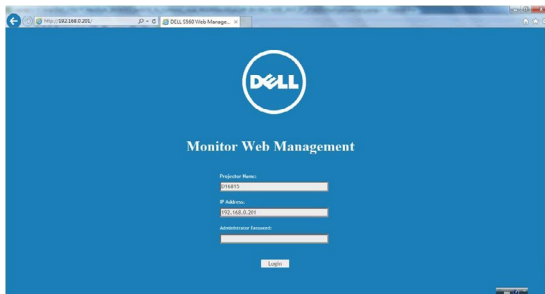 http://192.168.0.201/
DELL S560 Web Manage...
DELL
Monitor Web Management
Projector Name:
IP Address:
192.168.0.201
Administrator Password:
Login